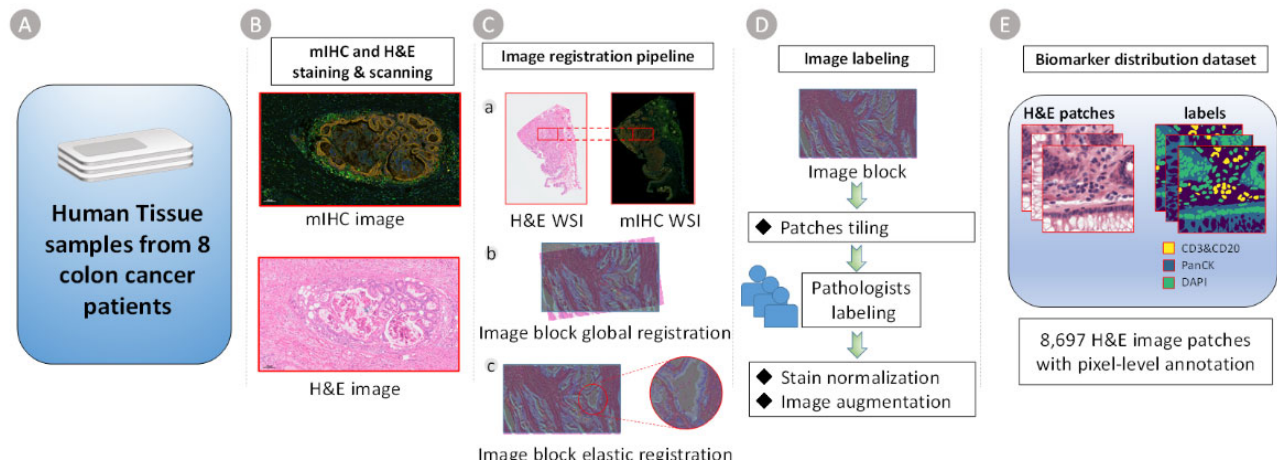 A
Human Tissue
samples from 8
colon cancer
patients
B
mIHC and H&E
staining & scanning
mIHC image
H&E image
C
Image registration pipeline
a
H&E WSI
mIHC WSI
b
Image block global registration
c
Image block elastic registration
D
Image labeling
Image block
◆ Patches tiling
Pathologists
labeling
◆ Stain normalization
◆ Image augmentation
E
Biomarker distribution dataset
H&E patches
labels
CD3&CD20
PanCK
DAPI
8,697 H&E image patches
with pixel-level annotation